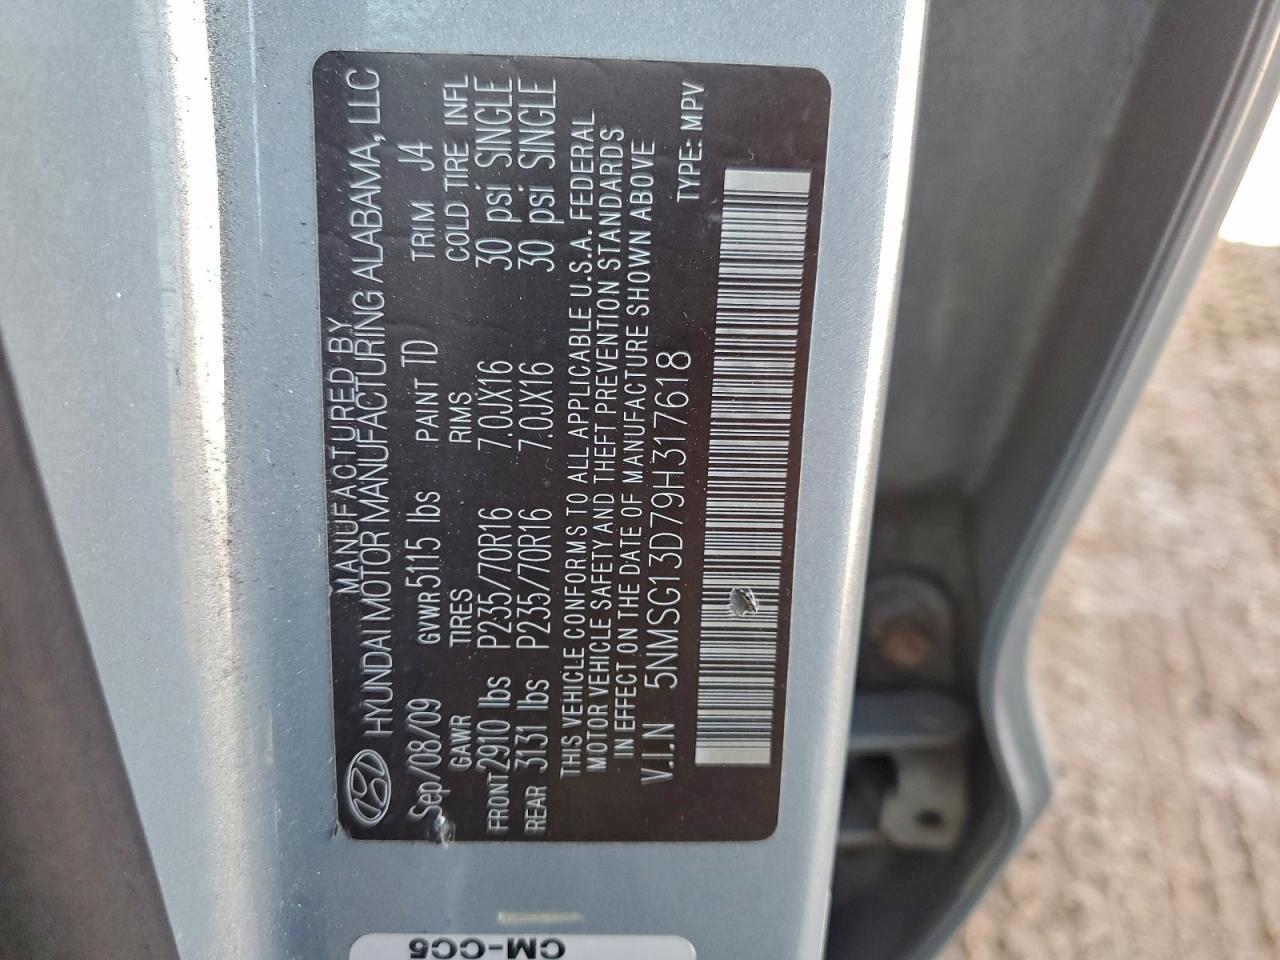 MANUFACTURED BY
HYUNDAI MOTOR MANUFACTURING ALABAMA, LLC
Sep/08/09 GVWR 5115 lbs PAINT TD TRIM J4
GAWR TIRES RIMS COLD TIRE INFL
FRONT 2910 lbs P235/70R16 7.0JX16 30 psi SINGLE
REAR 3131 lbs P235/70R16 7.0JX16 30 psi SINGLE
THIS VEHICLE CONFORMS TO ALL APPLICABLE U.S.A. FEDERAL
MOTOR VEHICLE SAFETY AND THEFT PREVENTION STANDARDS
IN EFFECT ON THE DATE OF MANUFACTURE SHOWN ABOVE
V.I.N 5NMSG13D79H317618 TYPE: MPV
CM-CC5